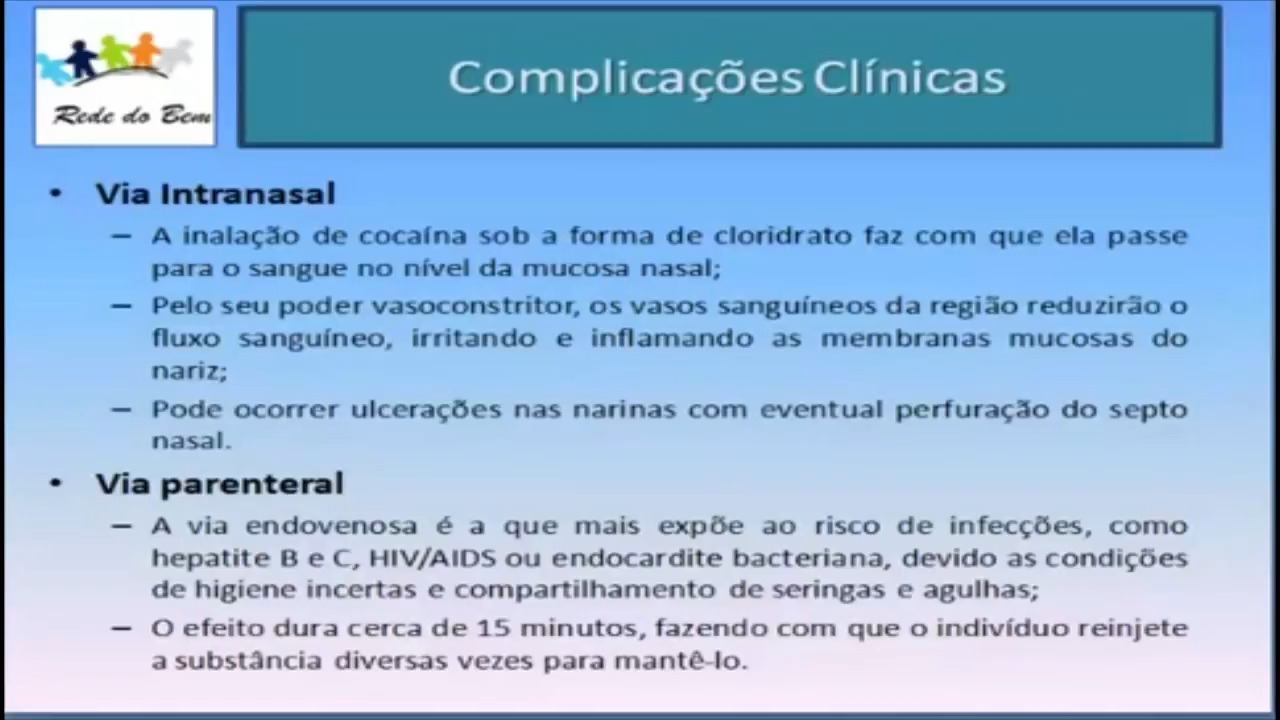 Rede do Bem
Complicações Clínicas
• Via Intranasal
– A inalação de cocaína sob a forma de cloridrato faz com que ela passe
para o sangue no nível da mucosa nasal;
– Pelo seu poder vasoconstritor, os vasos sanguíneos da região reduzirão o
fluxo sanguíneo, irritando e inflamando as membranas mucosas do
nariz;
– Pode ocorrer ulcerações nas narinas com eventual perfuração do septo
nasal.
• Via parenteral
– A via endovenosa é a que mais expõe ao risco de infecções, como
hepatite B e C, HIV/AIDS ou endocardite bacteriana, devido as condições
de higiene incertas e compartilhamento de seringas e agulhas;
– O efeito dura cerca de 15 minutos, fazendo com que o indivíduo reinjete
a substância diversas vezes para mantê-lo.